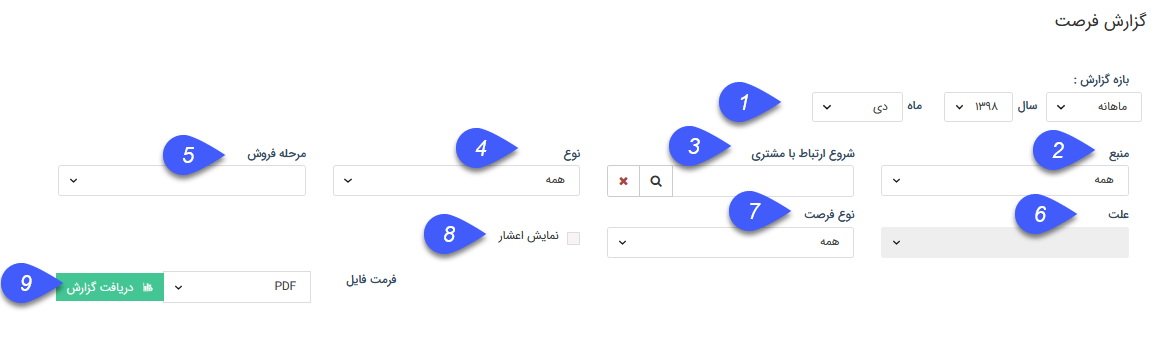 گزارش فرصت
بازه گزارش :
ماهانه سال ۱۳۹۸ ماه دی 1
منبع 2 شروع ارتباط با مشتری 3 نوع 4 مرحله فروش 5
همه همه
علت 6 نوع فرصت 7
همه نمایش اعشار 8
فرمت فایل PDF دریافت گزارش 9